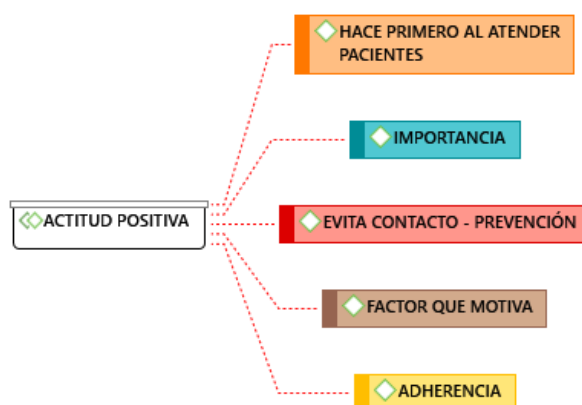 HACE PRIMERO AL ATENDER
PACIENTES
IMPORTANCIA
ACTITUD POSITIVA
EVITA CONTACTO - PREVENCIÓN
FACTOR QUE MOTIVA
ADHERENCIA